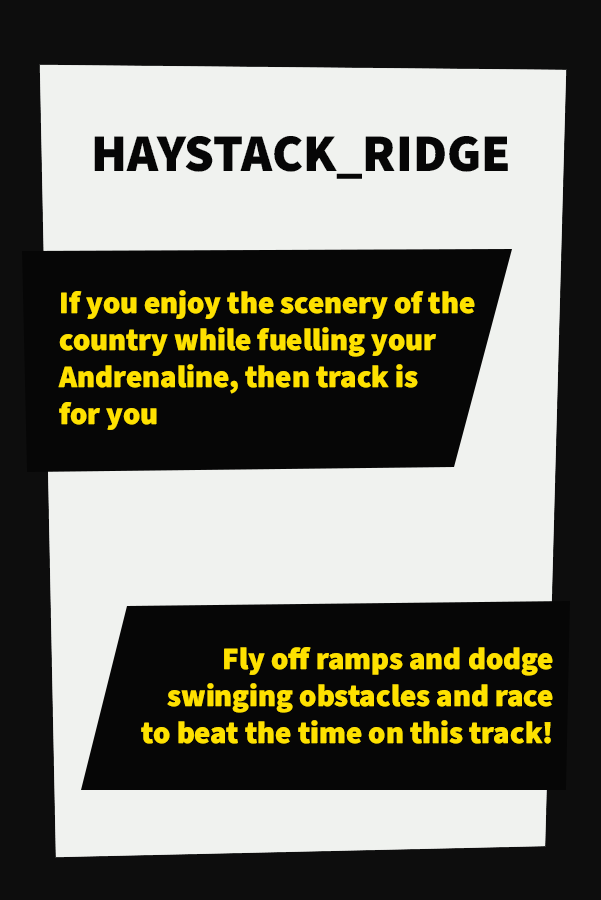 HAYSTACK_RIDGE
If you enjoy the scenery of the
country while fuelling your
Andrenaline, then track is
for you
Fly off ramps and dodge
swinging obstacles and race
to beat the time on this track!